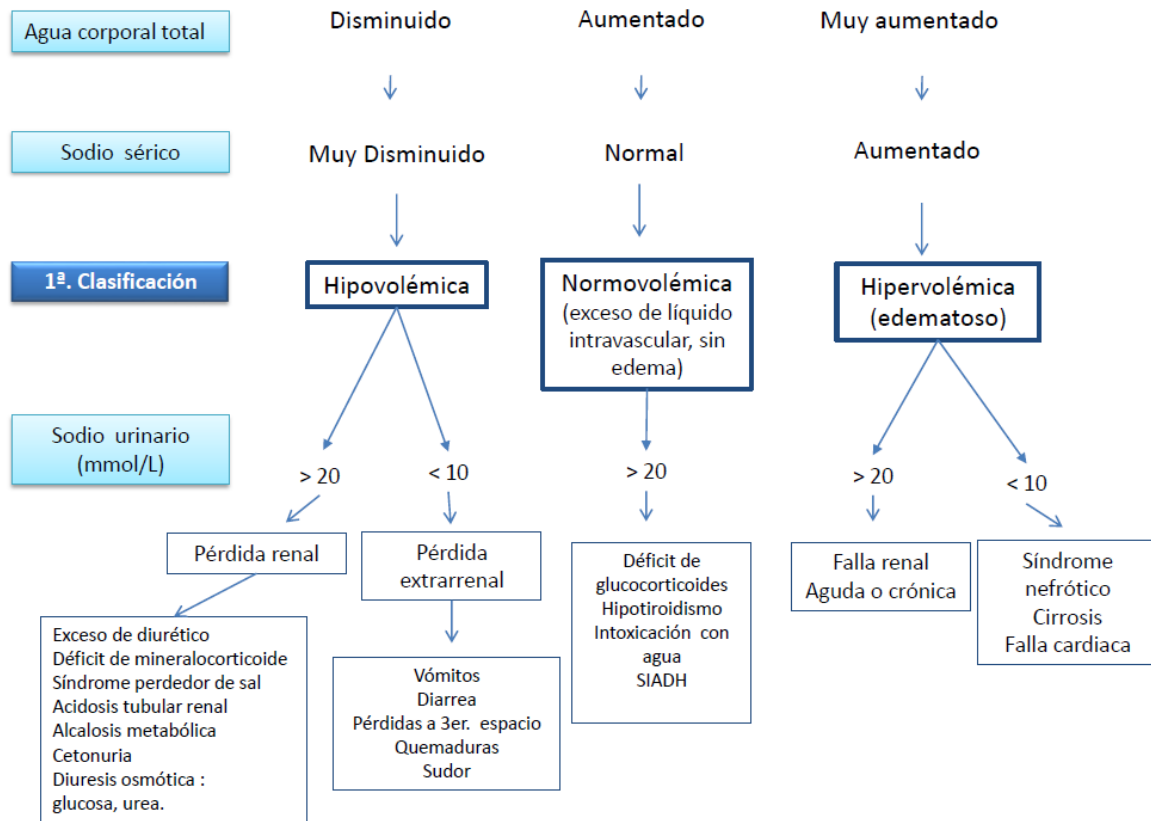 Agua corporal total
Disminuido
Aumentado
Muy aumentado
Sodio sérico
Muy Disminuido
Normal
Aumentado
1ª. Clasificación
Hipovolémica
Normovolémica
(exceso de líquido
intravascular, sin
edema)
Hipervolémica
(edematoso)
Sodio urinario
(mmol/L)
> 20
< 10
> 20
> 20
< 10
Pérdida renal
Pérdida
extrarrenal
Déficit de
glucocorticoides
Hipotiroidismo
Intoxicación con
agua
SIADH
Falla renal
Aguda o crónica
Síndrome
nefrótico
Cirrosis
Falla cardiaca
Exceso de diurético
Déficit de mineralocorticoide
Síndrome perdedor de sal
Acidosis tubular renal
Alcalosis metabólica
Cetonuria
Diuresis osmótica :
glucosa, urea.
Vómitos
Diarrea
Pérdidas a 3er. espacio
Quemaduras
Sudor